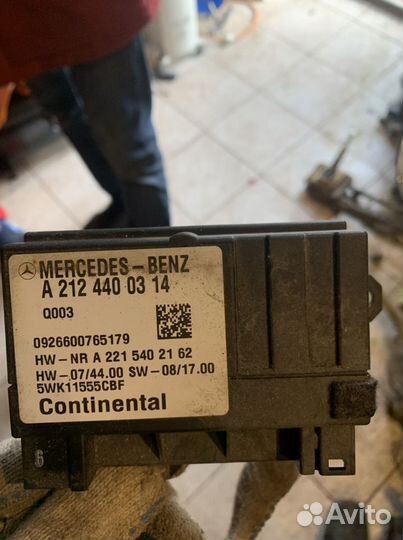 MERCEDES-BENZ
A 212 440 03 14
Q003
0926600765179
HW-NR A 221 540 21 62
HW-07/44.00 SW-08/17.00
5WK11555CBF
Continental
6
Avito